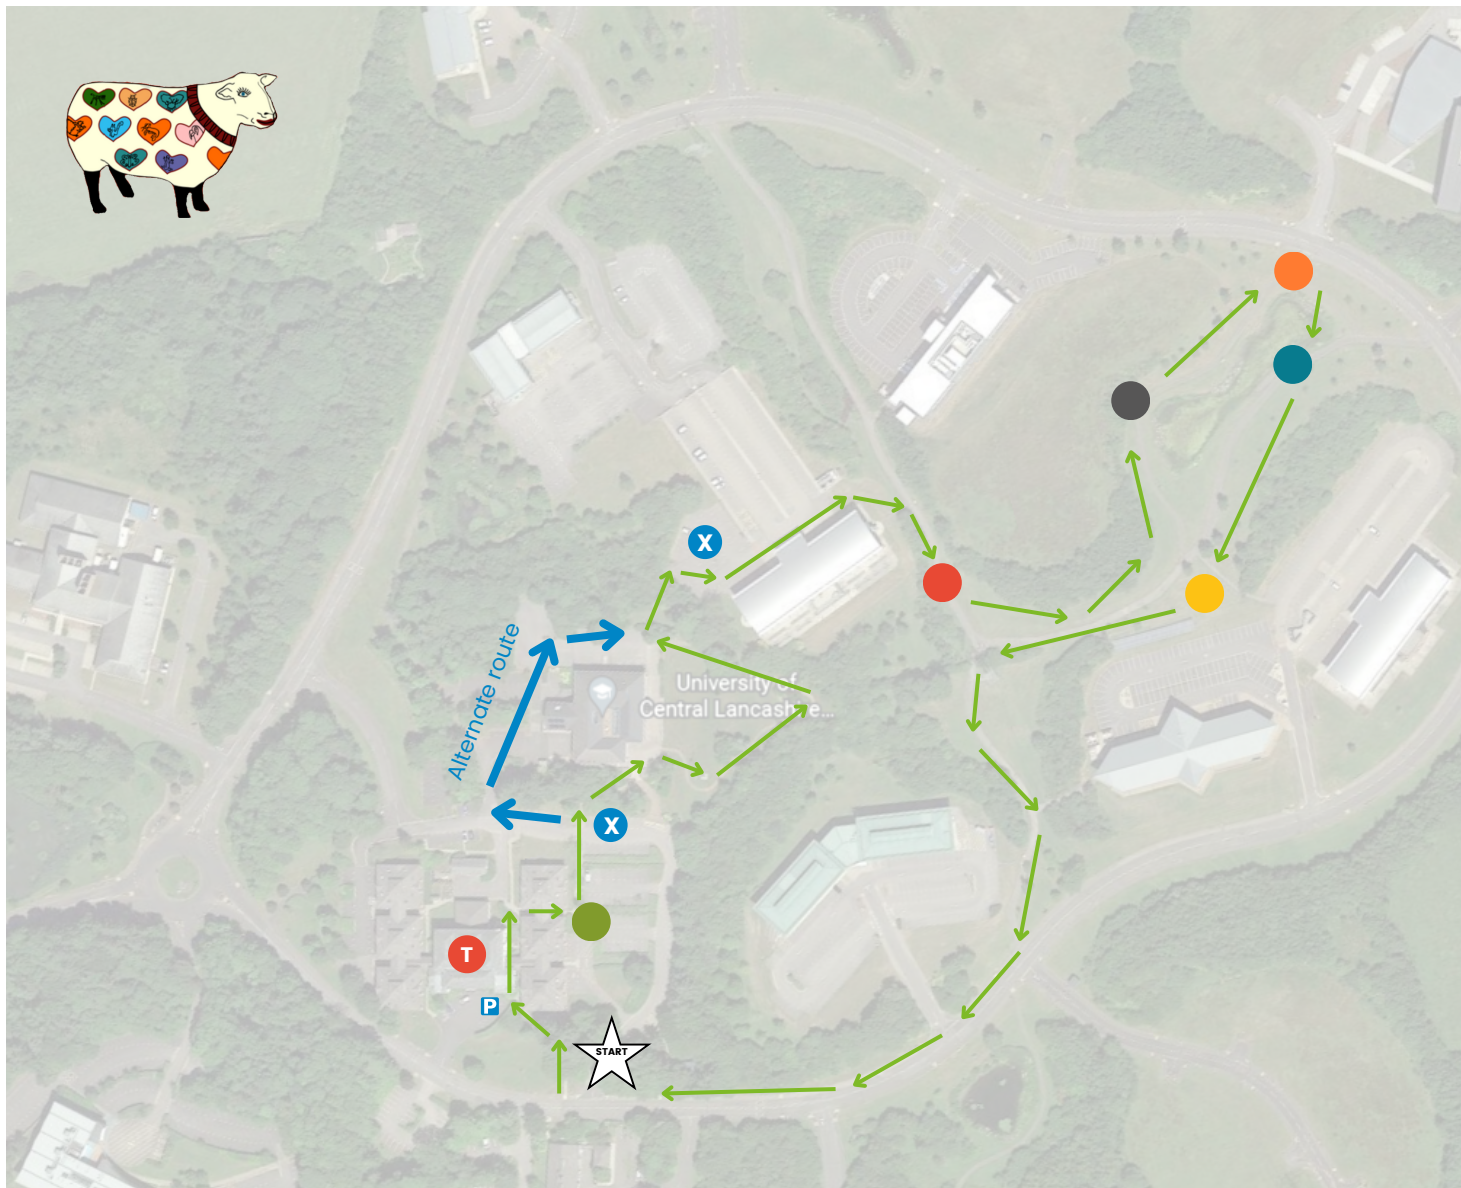 X
Alternate route
University of
Central Lancashire...
X
T
P
START